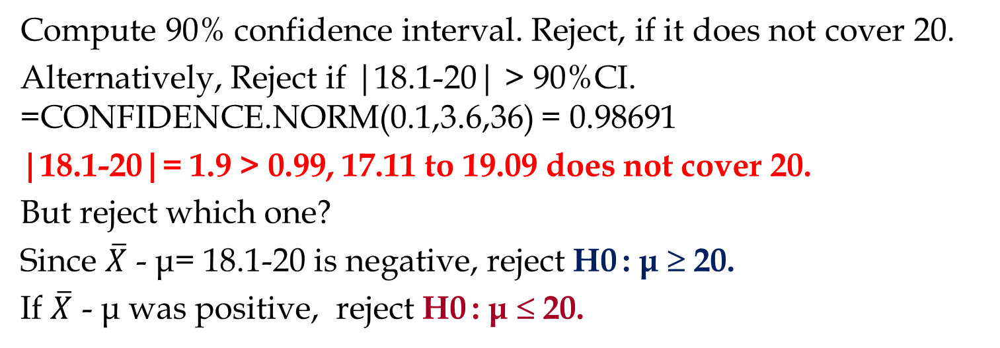 Compute 90% confidence interval. Reject, if it does not cover 20.
Alternatively, Reject if |18.1-20| > 90%CI.
=CONFIDENCE.NORM(0.1,3.6,36) = 0.98691
|18.1-20|= 1.9 > 0.99, 17.11 to 19.09 does not cover 20.
But reject which one?
Since X̅ - µ= 18.1-20 is negative, reject H0: µ ≥ 20.
If X̅ - µ was positive, reject H0: µ ≤ 20.